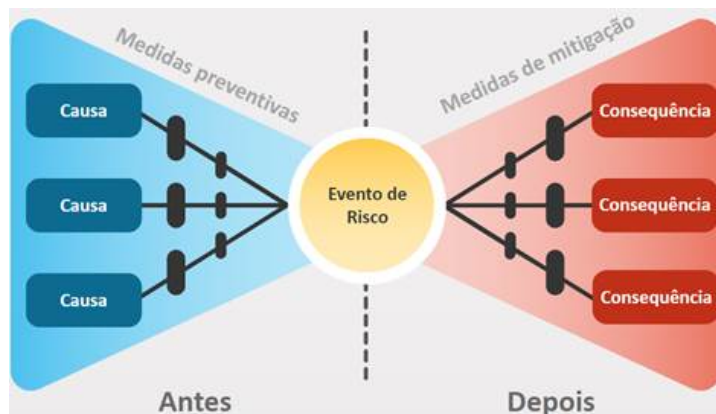 Medidas preventivas
Medidas de mitigação
Causa
Causa
Causa
Evento de
Risco
Consequência
Consequência
Consequência
Antes
Depois